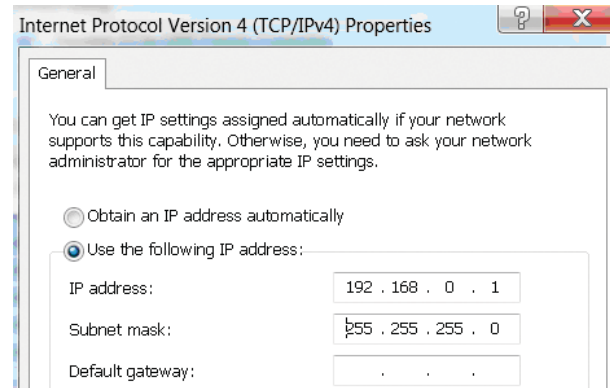 Internet Protocol Version 4 (TCP/IPv4) Properties
General
You can get IP settings assigned automatically if your network
supports this capability. Otherwise, you need to ask your network
administrator for the appropriate IP settings.
Obtain an IP address automatically
Use the following IP address:
IP address: 192 . 168 . 0 . 1
Subnet mask: 255 . 255 . 255 . 0
Default gateway: . . .